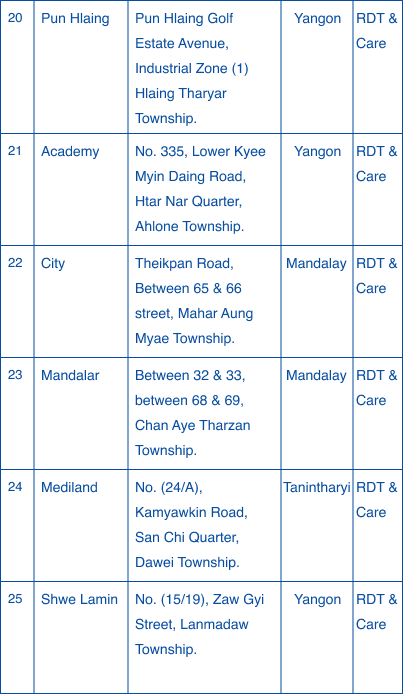 20 Pun Hlaing Pun Hlaing Golf Yangon RDT &
Estate Avenue, Care
Industrial Zone (1)
Hlaing Tharyar
Township.
21 Academy No. 335, Lower Kyee Yangon RDT &
Myin Daing Road, Care
Htar Nar Quarter,
Ahlone Township.
22 City Theikpan Road, Mandalay RDT &
Between 65 & 66 Care
street, Mahar Aung
Myae Township.
23 Mandalar Between 32 & 33, Mandalay RDT &
between 68 & 69, Care
Chan Aye Tharzan
Township.
24 Mediland No. (24/A), Tanintharyi RDT &
Kamyawkin Road, Care
San Chi Quarter,
Dawei Township.
25 Shwe Lamin No. (15/19), Zaw Gyi Yangon RDT &
Street, Lanmadaw Care
Township.